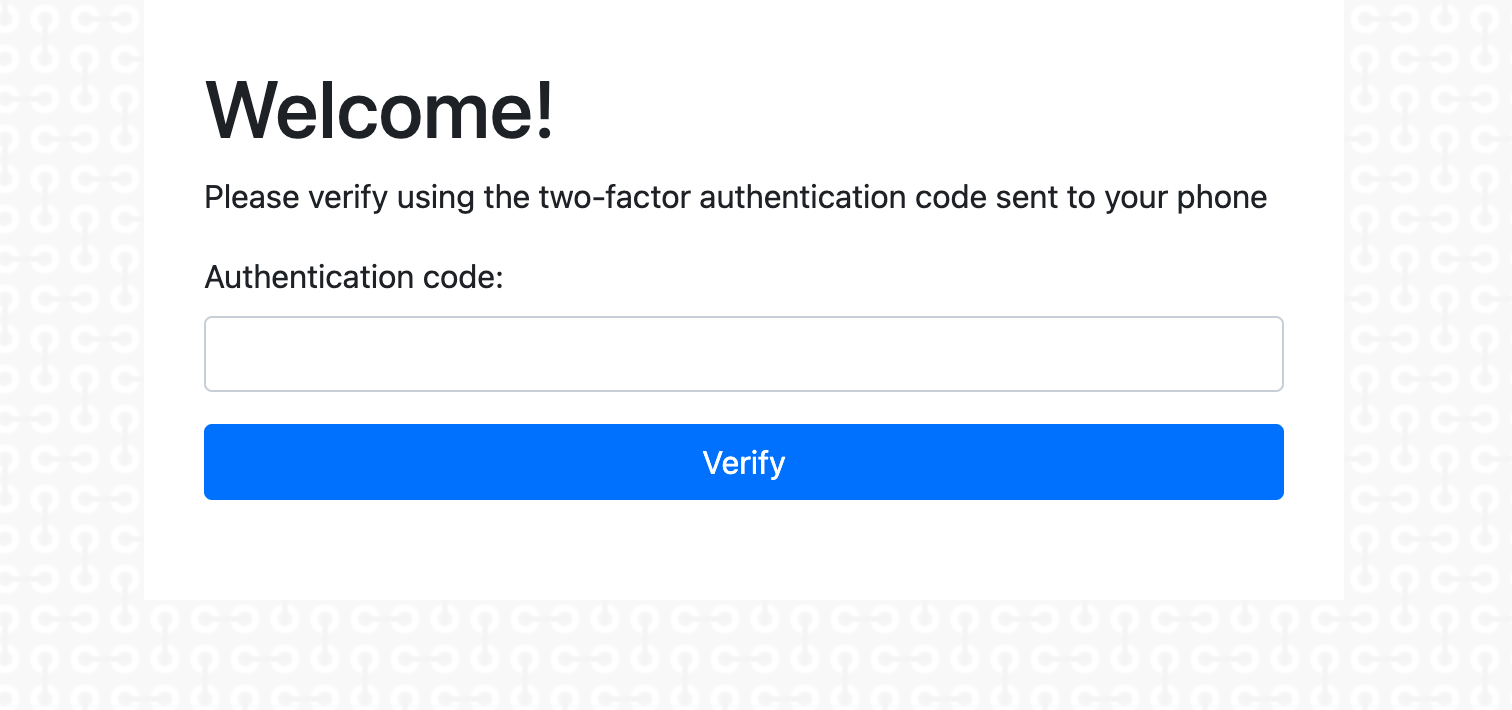 Welcome!
Please verify using the two-factor authentication code sent to your phone
Authentication code:
Verify